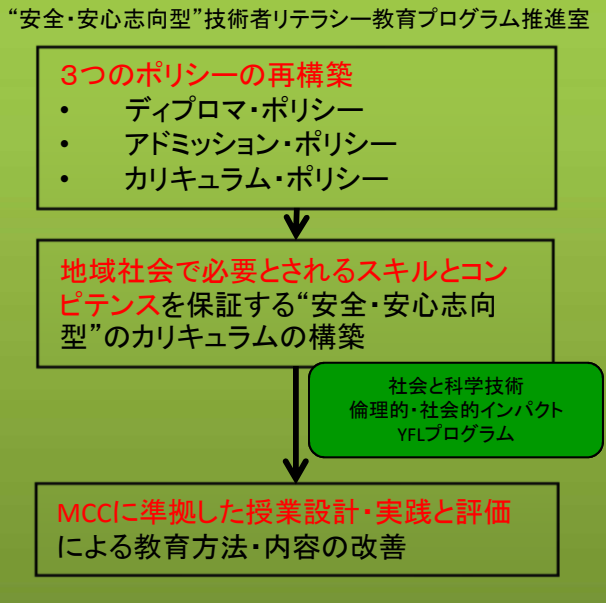 “安全・安心志向型”技術者リテラシー教育プログラム推進室
３つのポリシーの再構築
• ディプロマ・ポリシー
• アドミッション・ポリシー
• カリキュラム・ポリシー
地域社会で必要とされるスキルとコン
ピテンスを保証する“安全・安心志向
型”のカリキュラムの構築
社会と科学技術
倫理的・社会的インパクト
YFLプログラム
MCCに準拠した授業設計・実践と評価
による教育方法・内容の改善